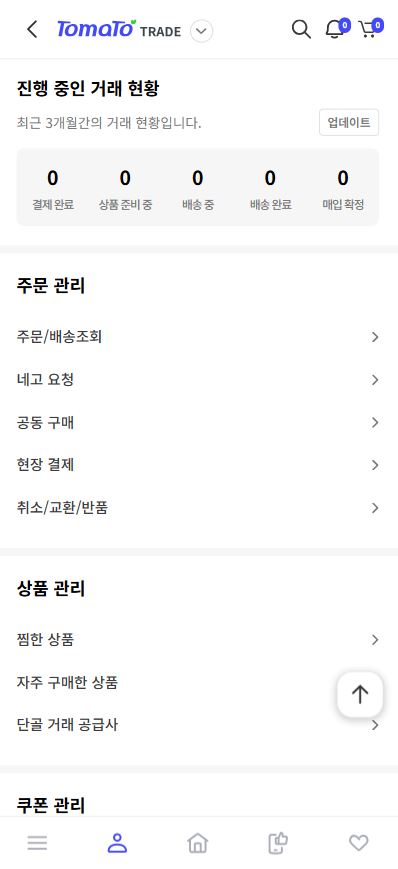 TomaTo TRADE
0
0
진행 중인 거래 현황
최근 3개월간의 거래 현황입니다.
업데이트
0 0 0 0 0
결제 완료 상품 준비 중 배송 중 배송 완료 매입 확정
주문 관리
주문/배송조회
네고 요청
공동 구매
현장 결제
취소/교환/반품
상품 관리
찜한 상품
자주 구매한 상품
단골 거래 공급사
쿠폰 관리